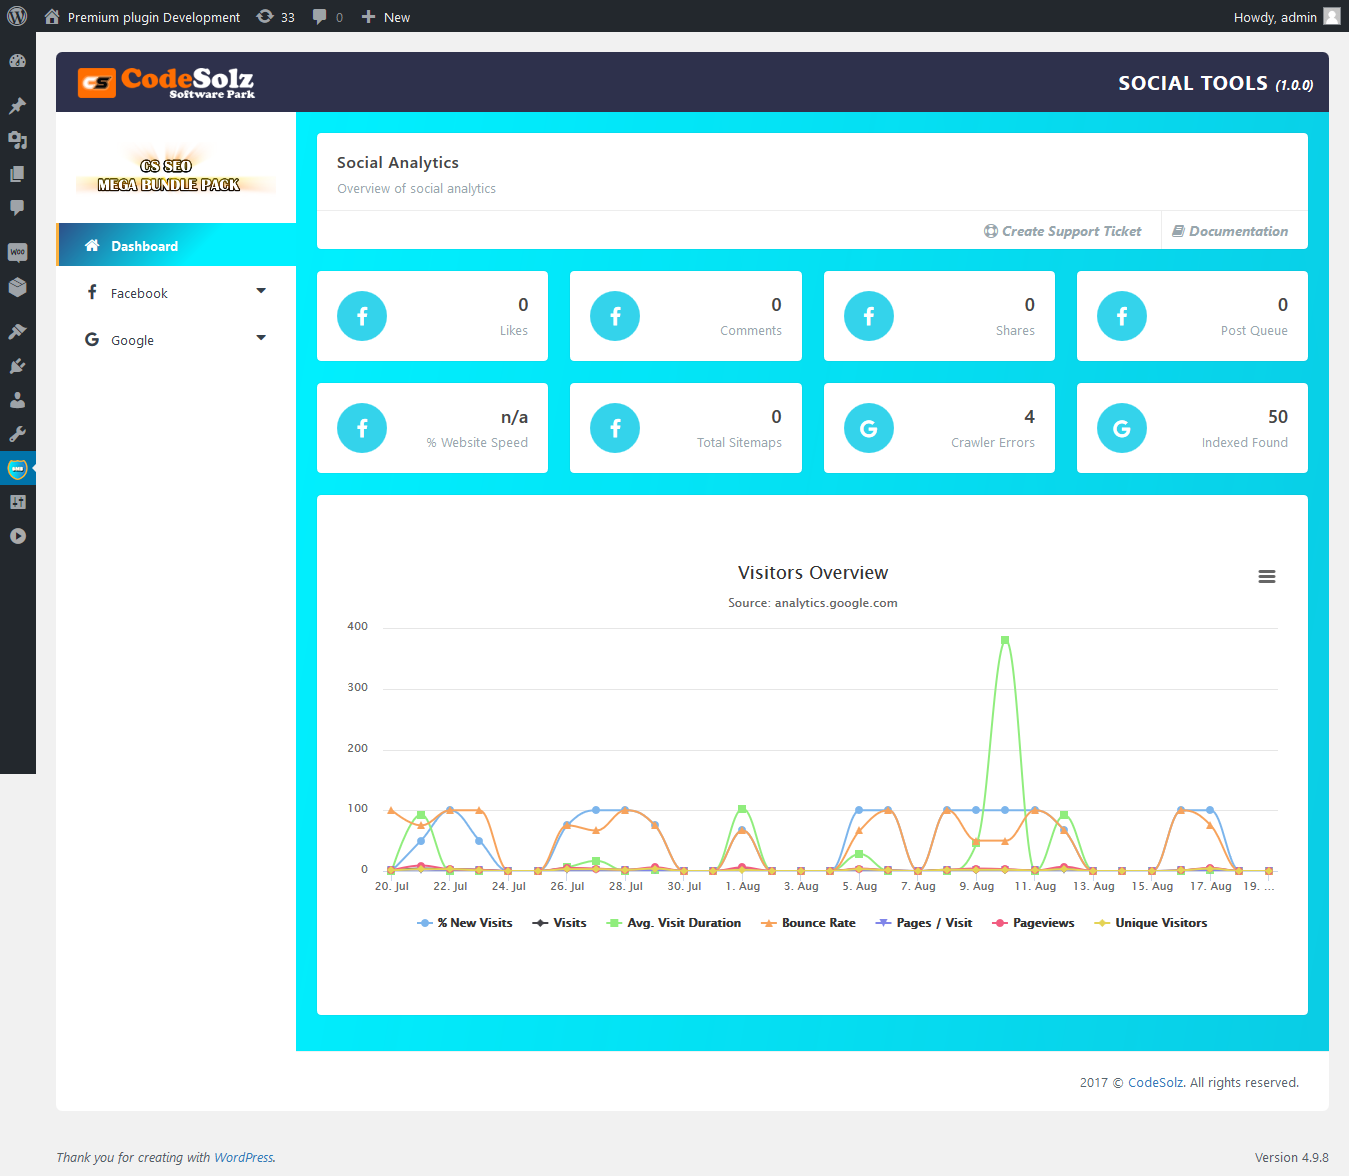 Premium plugin Development 33 0 New
Howdy, admin
CS CodeSolz
Software Park
SOCIAL TOOLS (1.0.0)
CS SEO
MEGA BUNDLE PACK
Dashboard
Facebook
Google
Woo
Social Analytics
Overview of social analytics
Create Support Ticket
Documentation
0
Likes
0
Comments
0
Shares
0
Post Queue
n/a
% Website Speed
0
Total Sitemaps
4
Crawler Errors
50
Indexed Found
Visitors Overview
Source: analytics.google.com
400
300
200
100
0
20. Jul 22. Jul 24. Jul 26. Jul 28. Jul 30. Jul 1. Aug 3. Aug 5. Aug 7. Aug 9. Aug 11. Aug 13. Aug 15. Aug 17. Aug 19. ...
% New Visits Visits Avg. Visit Duration Bounce Rate Pages / Visit Pageviews Unique Visitors
2017 © CodeSolz. All rights reserved.
Thank you for creating with WordPress.
Version 4.9.8